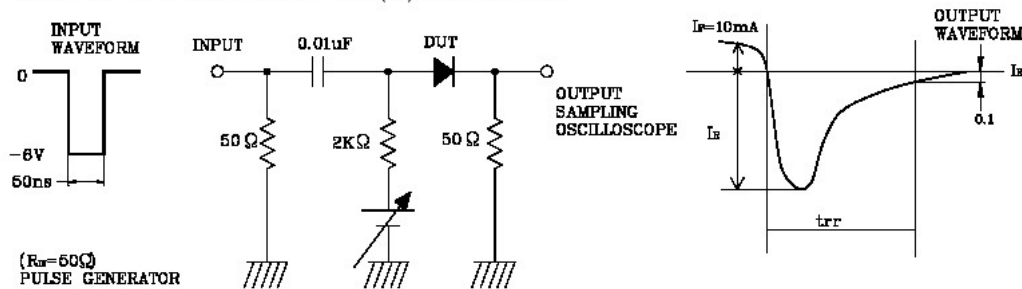 INPUT
WAVEFORM
0
-6V
50ns
(RIN=50Ω)
PULSE GENERATOR
INPUT
0.01uF
DUT
50Ω
2KΩ
50Ω
OUTPUT
SAMPLING
OSCILLOSCOPE
IF=10mA
OUTPUT
WAVEFORM
IR
IR
0.1
trr